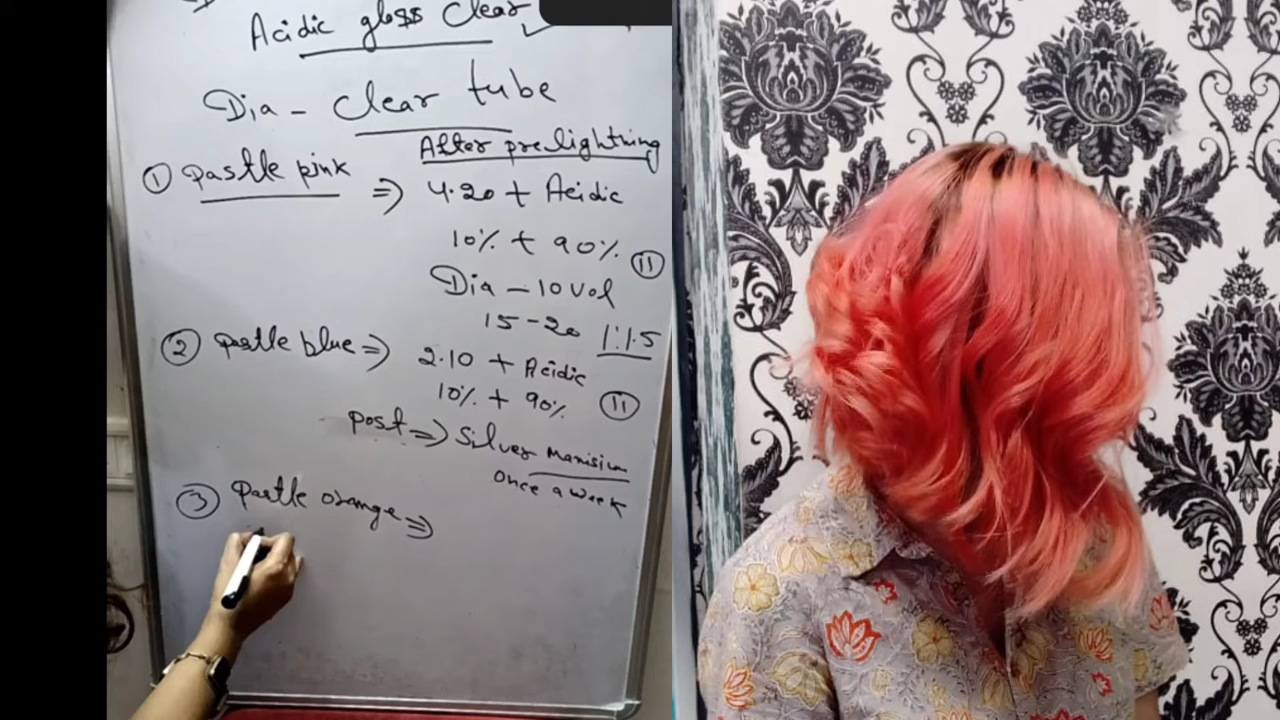 Acidic gloss Clear
Dia - Clear tube
After prelightning
① Pastle pink ⇒ 4.20 + Acidic
10% + 90% ⑪
Dia - 10 Vol
15-20 1:1.5
② Pastle blue ⇒ 2.10 + Acidic
10% + 90% ⑪
post ⇒ Silver
Once a week
③ Pastle orange ⇒